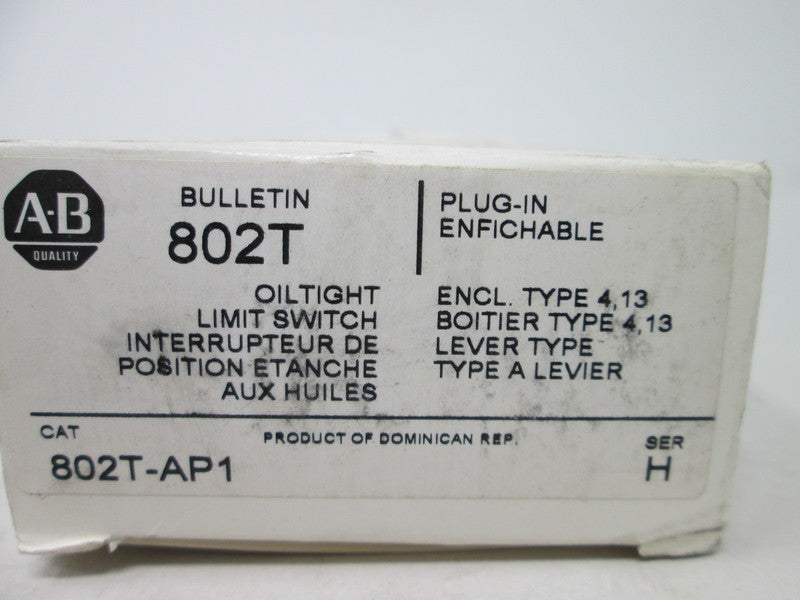 A-B
QUALITY
BULLETIN
802T
PLUG-IN
ENFICHABLE
OILTIGHT
LIMIT SWITCH
INTERRUPTEUR DE
POSITION ETANCHE
AUX HUILES
ENCL. TYPE 4,13
BOITIER TYPE 4,13
LEVER TYPE
TYPE A LEVIER
CAT
PRODUCT OF DOMINICAN REP.
SER
802T-AP1
H